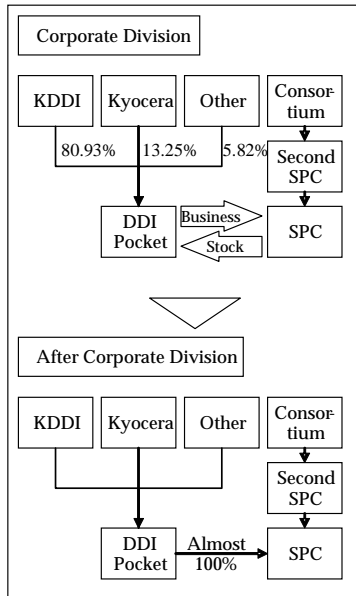 Corporate Division
KDDI
Kyocera
Other
Consor-
tium
80.93%
13.25%
5.82%
Second
SPC
DDI
Pocket
Business
Stock
SPC
After Corporate Division
KDDI
Kyocera
Other
Consor-
tium
Second
SPC
DDI
Pocket
Almost
100%
SPC